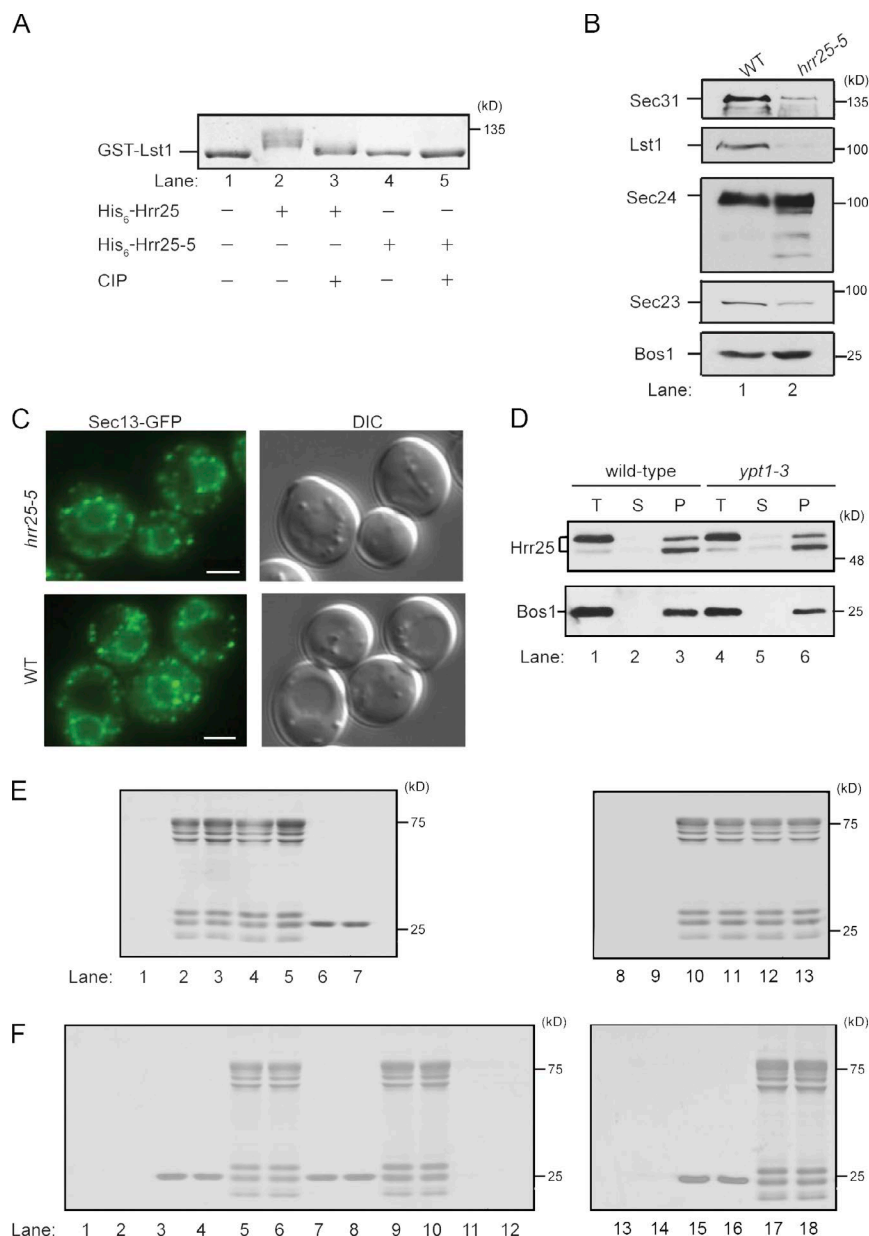 A
(kD)
135
GST-Lst1
Lane: 1 2 3 4 5
His6-Hrr25 – + + – –
His6-Hrr25-5 – – – + +
CIP – – + – +
B
WT hrr25-5
(kD)
Sec31 135
Lst1 100
Sec24 100
Sec23 100
Bos1 25
Lane: 1 2
C
Sec13-GFP DIC
hrr25-5
WT
D
wild-type ypt1-3
T S P T S P
(kD)
Hrr25 48
Bos1 25
Lane: 1 2 3 4 5 6
E
(kD) (kD)
75 75
25 25
Lane: 1 2 3 4 5 6 7 8 9 10 11 12 13
F
(kD) (kD)
75 75
25 25
Lane: 1 2 3 4 5 6 7 8 9 10 11 12 13 14 15 16 17 18